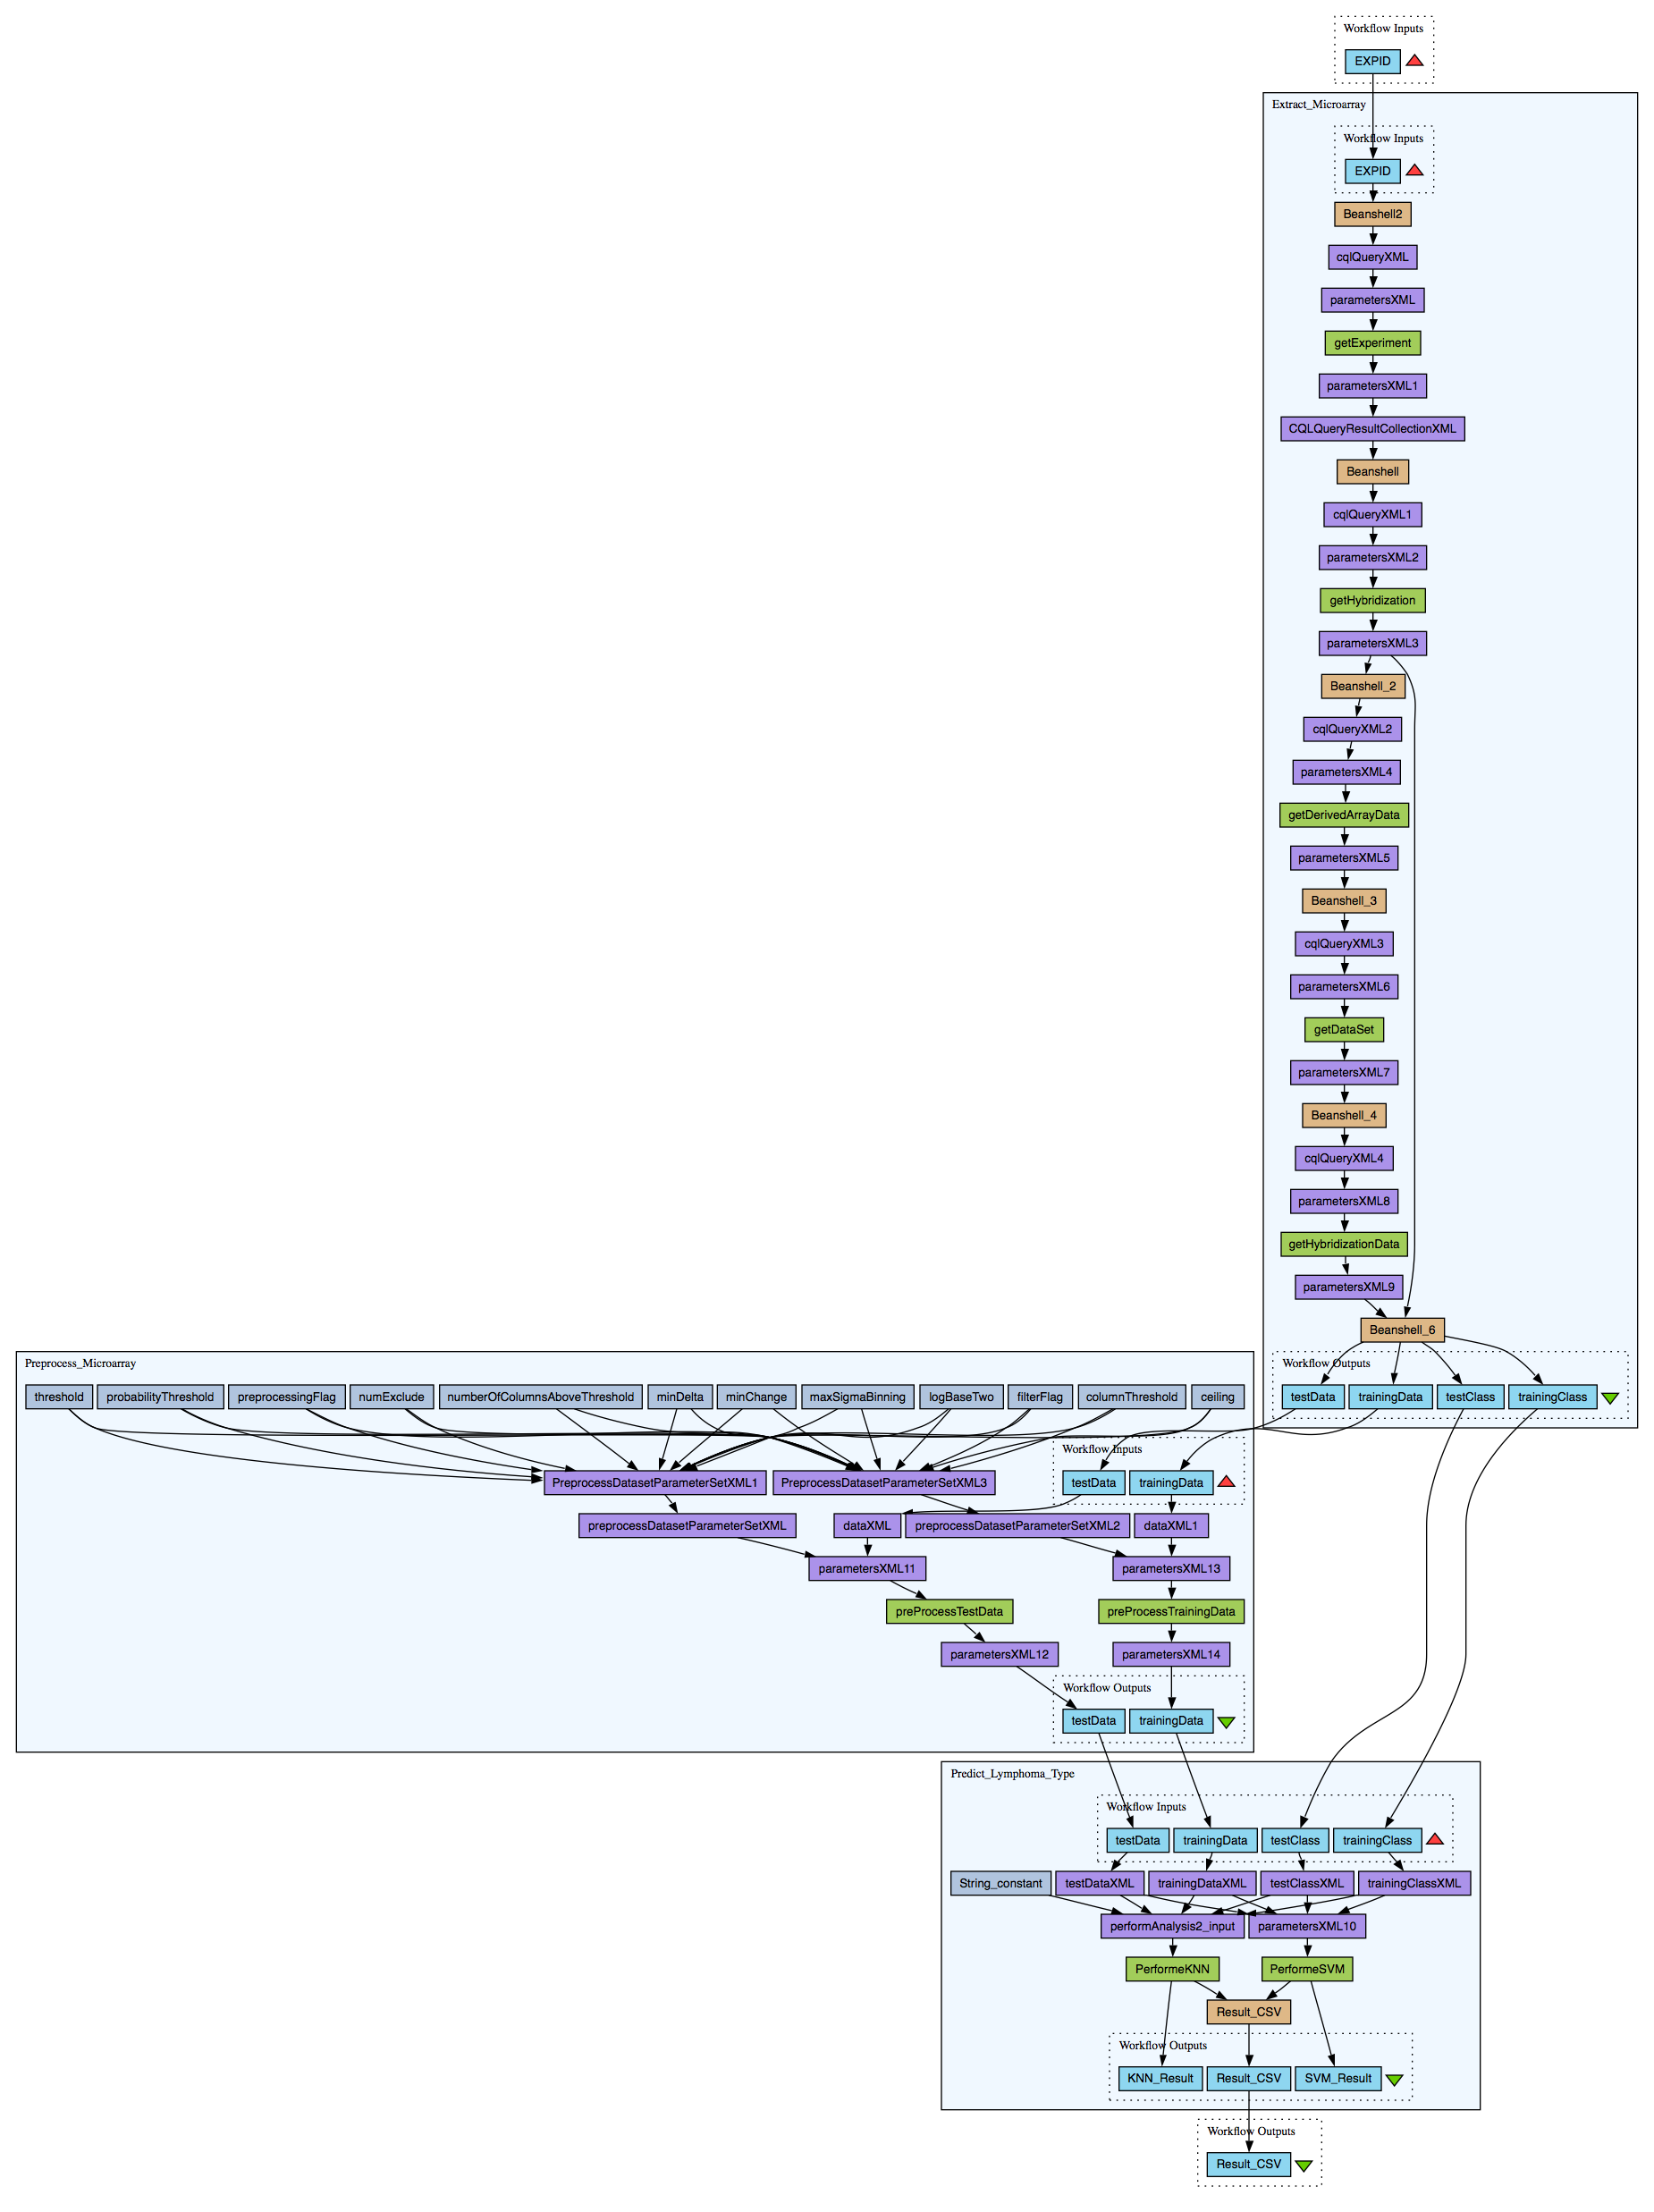 Workflow Inputs
EXPID
Extract_Microarray
Workflow Inputs
EXPID
Beanshell2
cqlQueryXML
parametersXML
getExperiment
parametersXML1
CQLQueryResultCollectionXML
Beanshell
cqlQueryXML1
parametersXML2
getHybridization
parametersXML3
Beanshell_2
cqlQueryXML2
parametersXML4
getDerivedArrayData
parametersXML5
Beanshell_3
cqlQueryXML3
parametersXML6
getDataSet
parametersXML7
Beanshell_4
cqlQueryXML4
parametersXML8
getHybridizationData
parametersXML9
Beanshell_6
Workflow Outputs
testData trainingData testClass trainingClass
Preprocess_Microarray
threshold probabilityThreshold preprocessingFlag numExclude numberOfColumnsAboveThreshold minDelta minChange maxSigmaBinning logBaseTwo filterFlag columnThreshold ceiling
Workflow Inputs
PreprocessDatasetParameterSetXML1 PreprocessDatasetParameterSetXML3 testData trainingData
preprocessDatasetParameterSetXML dataXML preprocessDatasetParameterSetXML2 dataXML1
parametersXML11 parametersXML13
preProcessTestData preProcessTrainingData
parametersXML12 parametersXML14
Workflow Outputs
testData trainingData
Predict_Lymphoma_Type
Workflow Inputs
testData trainingData testClass trainingClass
String_constant testDataXML trainingDataXML testClassXML trainingClassXML
performAnalysis2_input parametersXML10
PerformeKNN PerformeSVM
Result_CSV
Workflow Outputs
KNN_Result Result_CSV SVM_Result
Workflow Outputs
Result_CSV